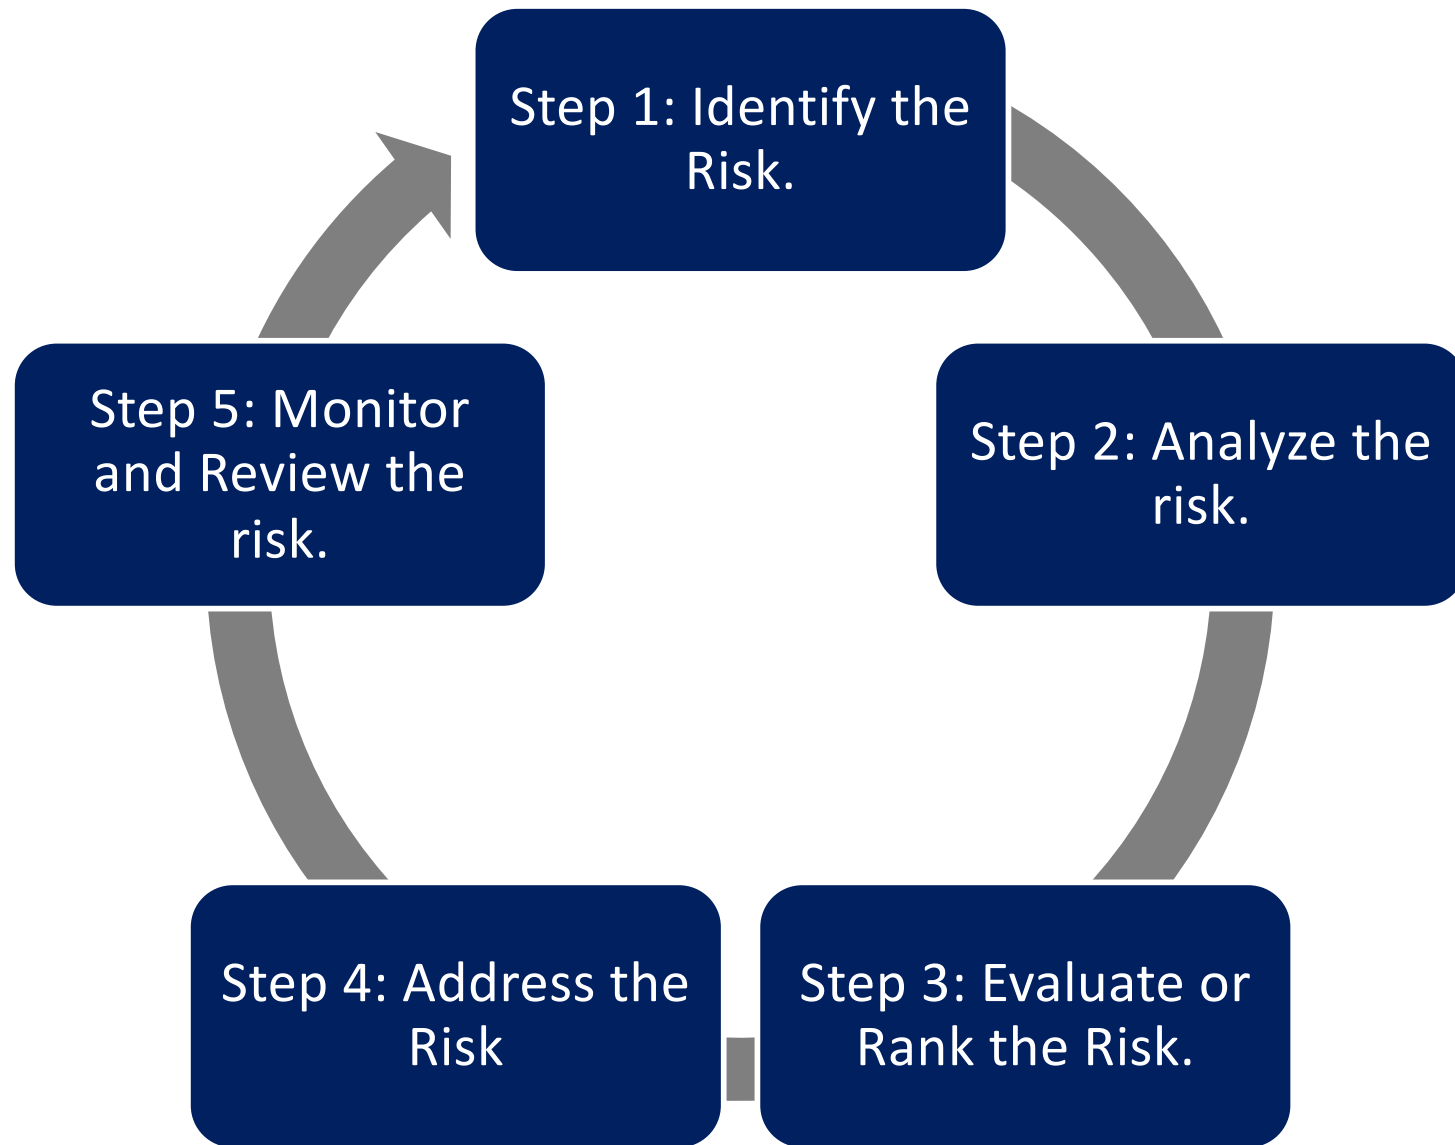 Step 1: Identify the
Risk.
Step 2: Analyze the
risk.
Step 3: Evaluate or
Rank the Risk.
Step 4: Address the
Risk
Step 5: Monitor
and Review the
risk.